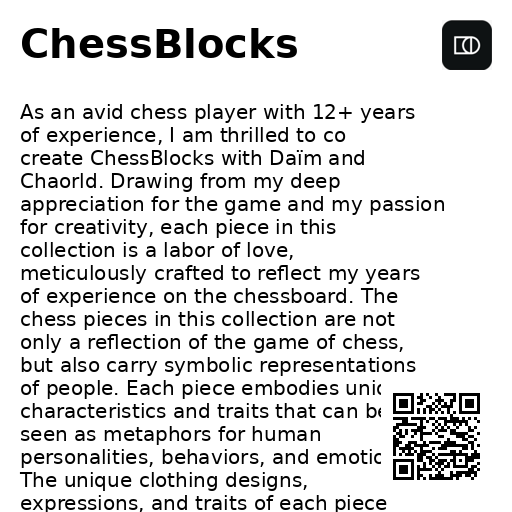 ChessBlocks
As an avid chess player with 12+ years
of experience, I am thrilled to co
create ChessBlocks with Daïm and
Chaorld. Drawing from my deep
appreciation for the game and my passion
for creativity, each piece in this
collection is a labor of love,
meticulously crafted to reflect my years
of experience on the chessboard. The
chess pieces in this collection are not
only a reflection of the game of chess,
but also carry symbolic representations
of people. Each piece embodies
characteristics and traits that can be
seen as metaphors for human
personalities, behaviors, and
The unique clothing designs,
expressions, and traits of each piece